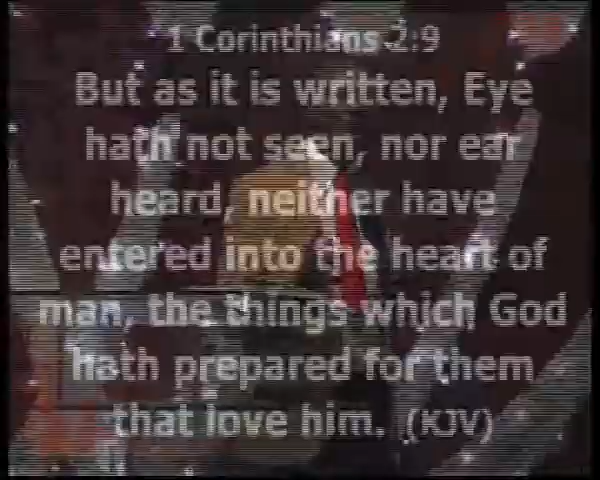 1 Corinthians 2:9
But as it is written, Eye
hath not seen, nor ear
heard, neither have
entered into the heart of
man, the things which God
hath prepared for them
that love him. (KJV)